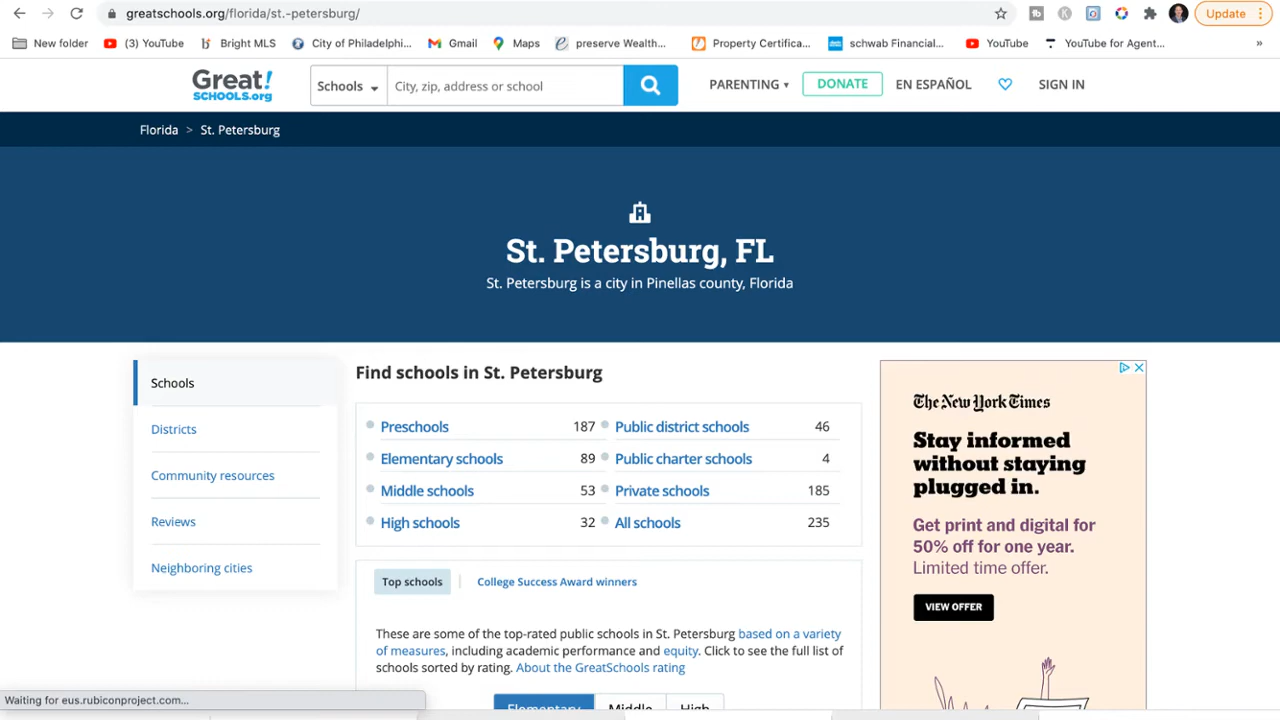 greatschools.org/florida/st.-petersburg/
Update
New folder
(3) YouTube
Bright MLS
City of Philadelphi...
Gmail
Maps
preserve Wealth...
Property Certifica...
schwab Financial...
YouTube
YouTube for Agent...
»
Great!
SCHOOLS.org
Schools
City, zip, address or school
PARENTING
DONATE
EN ESPAÑOL
SIGN IN
Florida > St. Petersburg
St. Petersburg, FL
St. Petersburg is a city in Pinellas county, Florida
Schools
Districts
Community resources
Reviews
Neighboring cities
Find schools in St. Petersburg
Preschools 187
Public district schools 46
Elementary schools 89
Public charter schools 4
Middle schools 53
Private schools 185
High schools 32
All schools 235
Top schools | College Success Award winners
These are some of the top-rated public schools in St. Petersburg based on a variety
of measures, including academic performance and equity. Click to see the full list of
schools sorted by rating. About the GreatSchools rating
Elementary Middle High
The New York Times
Stay informed
without staying
plugged in.
Get print and digital for
50% off for one year.
Limited time offer.
VIEW OFFER
Waiting for eus.rubiconproject.com...